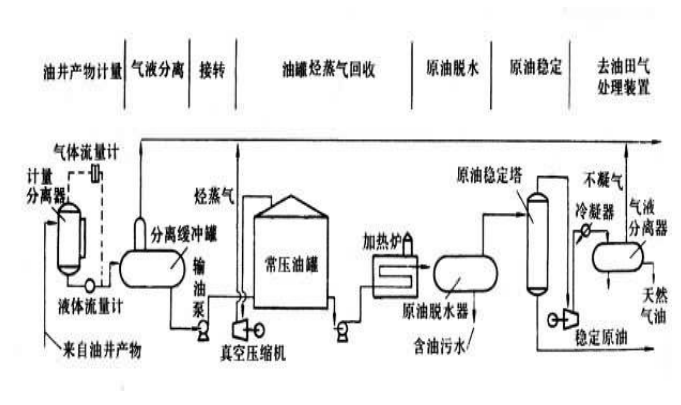 油井产物计量
气液分离
接转
油罐烃蒸气回收
原油脱水
原油稳定
去油田气
处理装置
气体流量计
计量
分离器
烃蒸气
原油稳定塔
不凝气
冷凝器
气液
分离器
分离缓冲罐
输油泵
常压油罐
加热炉
液体流量计
原油脱水器
天然
气油
来自油井产物
真空压缩机
含油污水
稳定原油